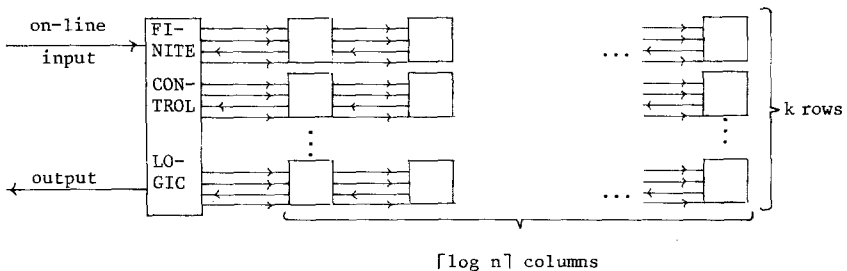 on-line
input
FI-
NITE
CON-
TROL
LO-
GIC
output
...
k rows
...
⌈log n⌉ columns